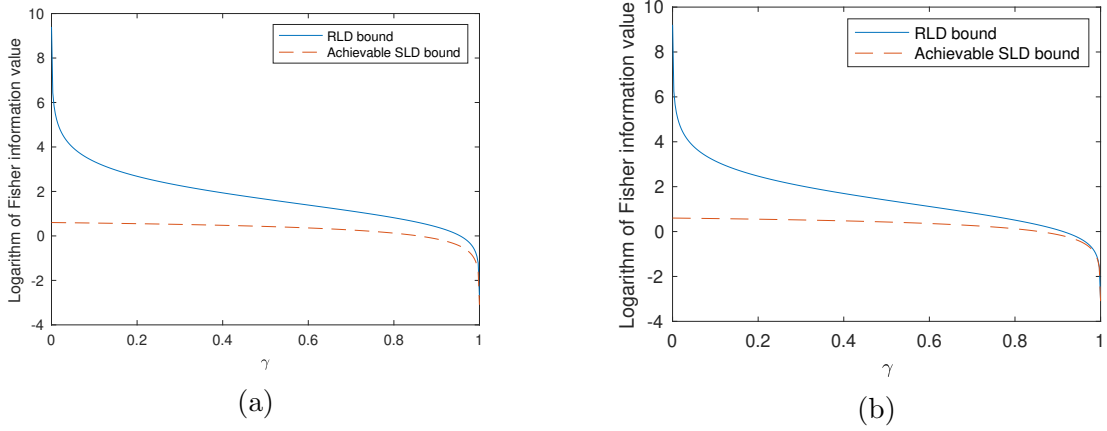 10
8
6
4
2
0
-2
-4
Logarithm of Fisher information value
RLD bound
Achievable SLD bound
0
0.2
0.4
0.6
0.8
1
γ
(a)
10
8
6
4
2
0
-2
-4
Logarithm of Fisher information value
RLD bound
Achievable SLD bound
0
0.2
0.4
0.6
0.8
1
γ
(b)